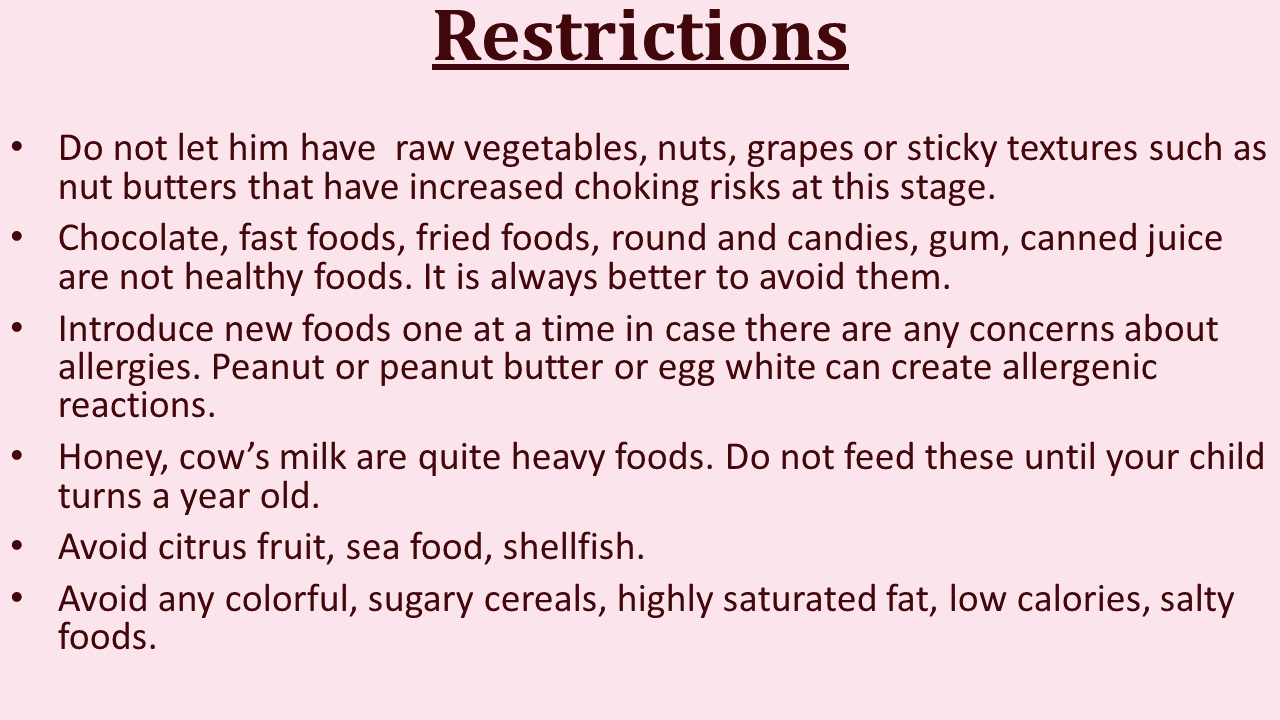 Restrictions
• Do not let him have  raw vegetables, nuts, grapes or sticky textures such as
nut butters that have increased choking risks at this stage.
• Chocolate, fast foods, fried foods, round and candies, gum, canned juice
are not healthy foods. It is always better to avoid them.
• Introduce new foods one at a time in case there are any concerns about
allergies. Peanut or peanut butter or egg white can create allergenic
reactions.
• Honey, cow’s milk are quite heavy foods. Do not feed these until your child
turns a year old.
• Avoid citrus fruit, sea food, shellfish.
• Avoid any colorful, sugary cereals, highly saturated fat, low calories, salty
foods.